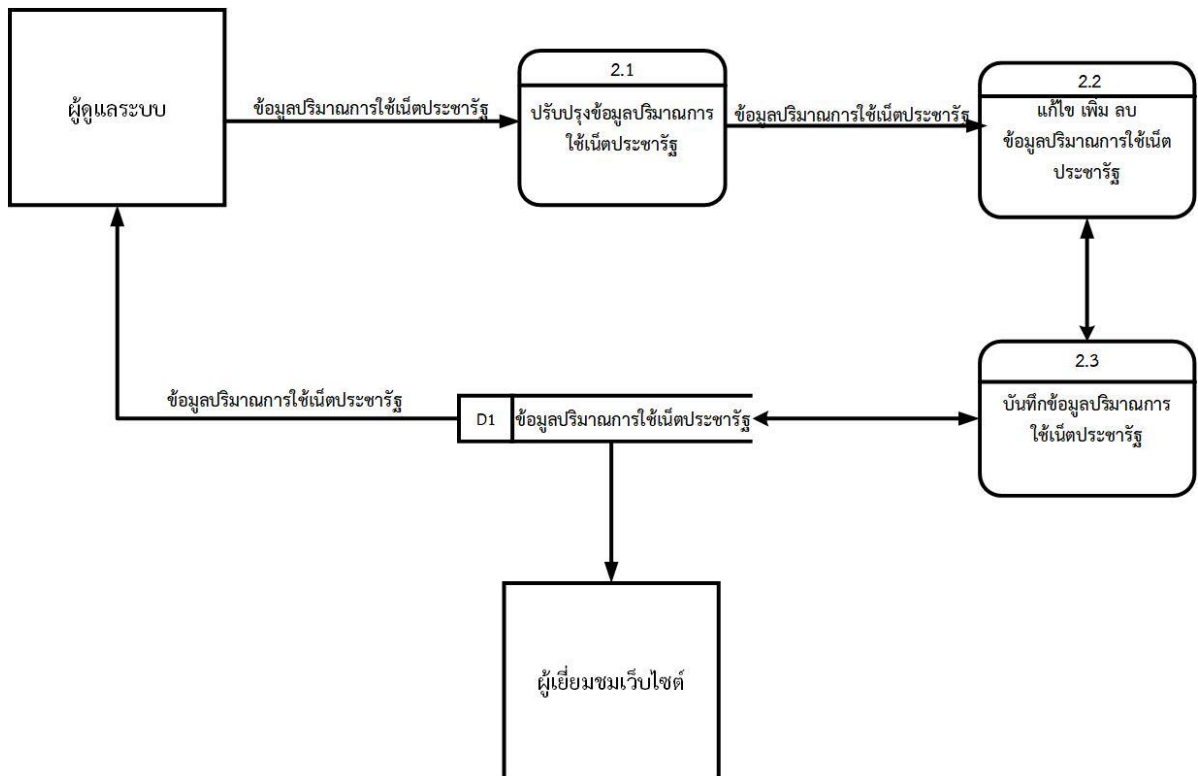 ผู้ดูแลระบบ
ข้อมูลปริมาณการใช้เน็ตประชารัฐ
2.1
ปรับปรุงข้อมูลปริมาณการ
ใช้เน็ตประชารัฐ
ข้อมูลปริมาณการใช้เน็ตประชารัฐ
2.2
แก้ไข เพิ่ม ลบ
ข้อมูลปริมาณการใช้เน็ต
ประชารัฐ
2.3
บันทึกข้อมูลปริมาณการ
ใช้เน็ตประชารัฐ
ข้อมูลปริมาณการใช้เน็ตประชารัฐ
D1
ข้อมูลปริมาณการใช้เน็ตประชารัฐ
ผู้เยี่ยมชมเว็บไซต์